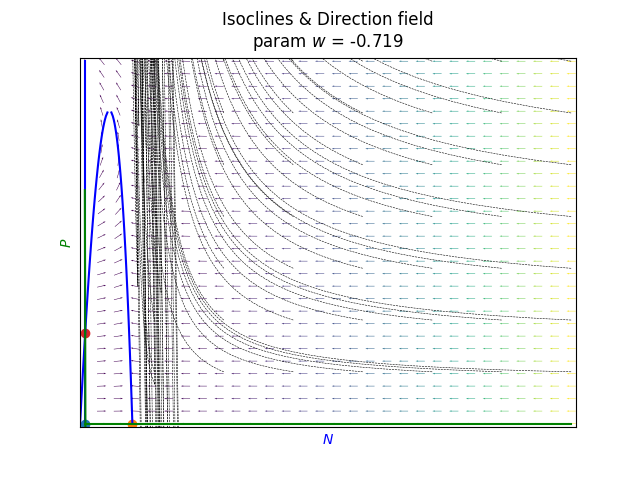 Isoclines & Direction field
param w = -0.719
P
N